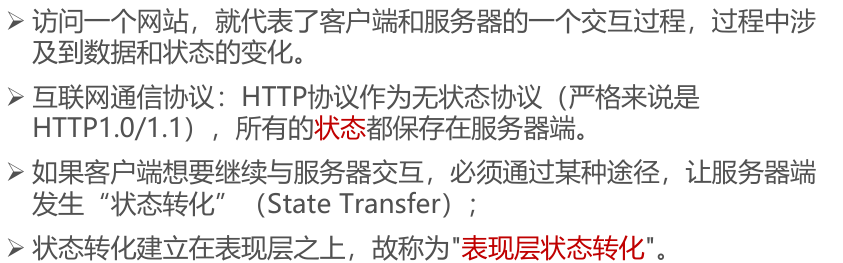 ➢ 访问一个网站，就代表了客户端和服务器的一个交互过程，过程中涉
及到数据和状态的变化。
➢ 互联网通信协议：HTTP协议作为无状态协议（严格来说是
HTTP1.0/1.1），所有的状态都保存在服务器端。
➢ 如果客户端想要继续与服务器交互，必须通过某种途径，让服务器端
发生“状态转化”（State Transfer）；
➢ 状态转化建立在表现层之上，故称为"表现层状态转化"。